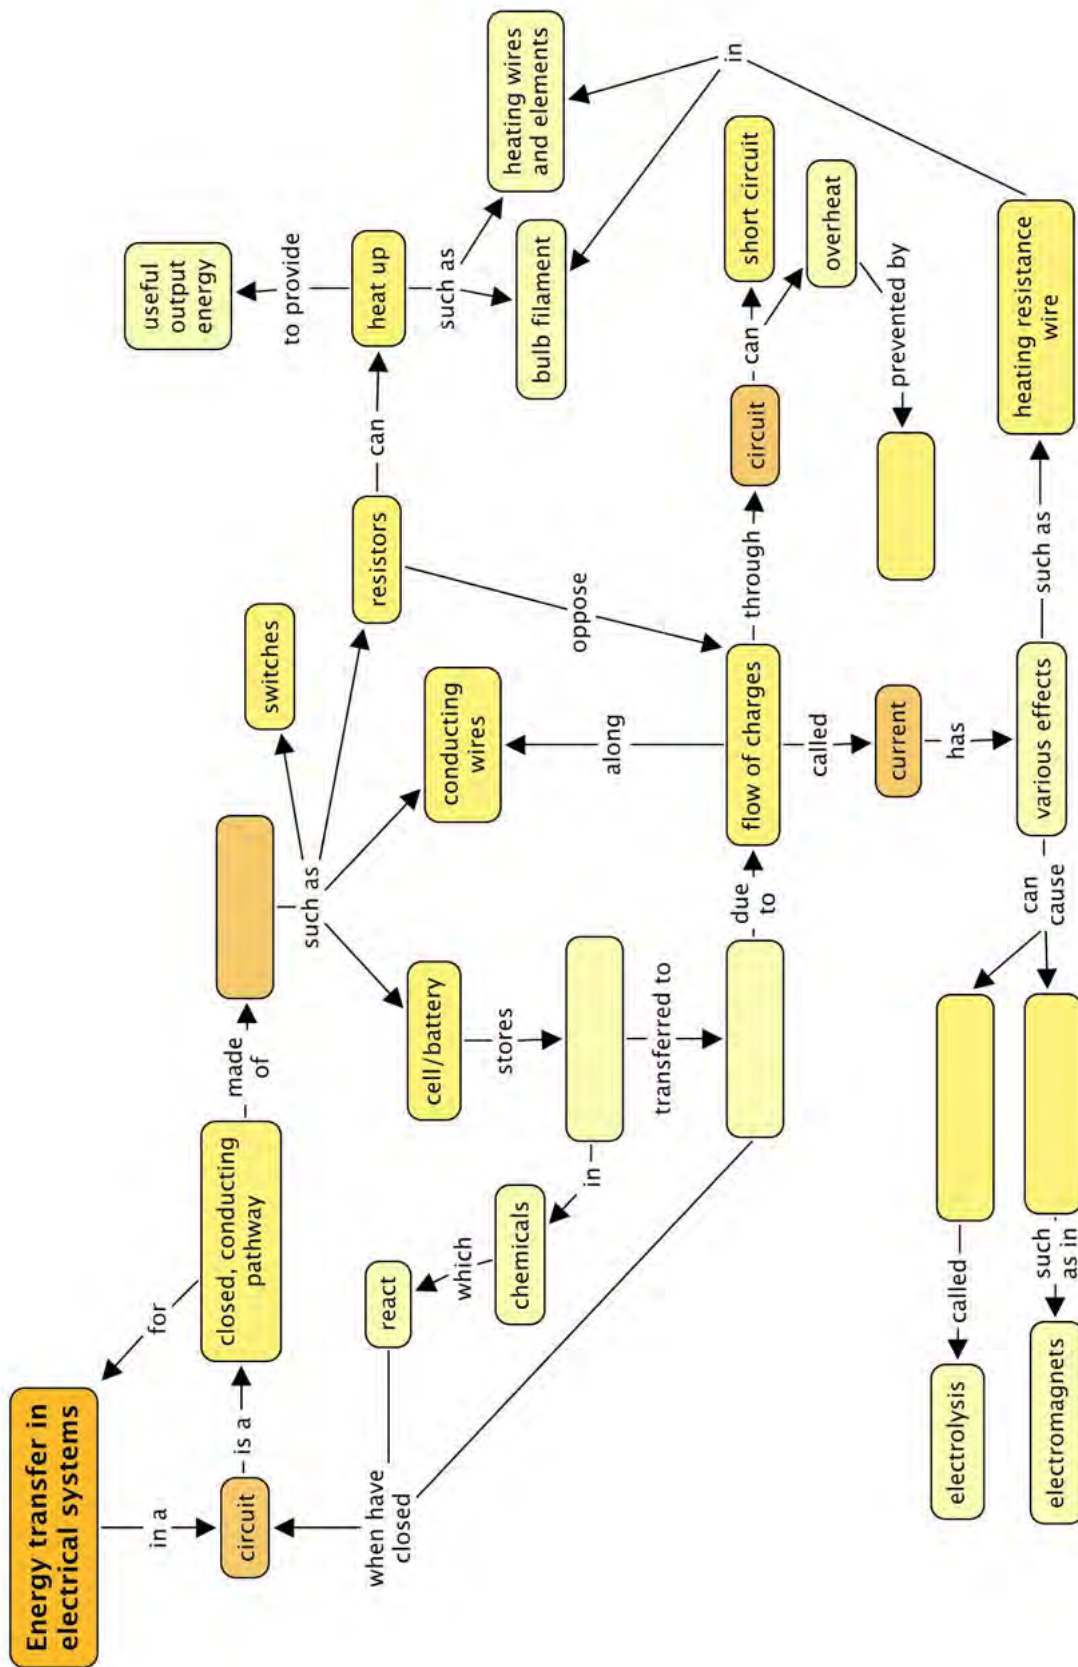 Energy transfer in
electrical systems
in a
for
circuit
is a
closed, conducting
pathway
made
of
such as
switches
resistors
can
heat up
to provide
useful
output
energy
such as
bulb filament
heating wires
and elements
in
cell/battery
conducting
wires
stores
in
chemicals
which
react
when have
closed
transferred to
due
to
flow of charges
along
oppose
through
circuit
can
short circuit
overheat
prevented by
called
current
has
various effects
such as
heating resistance
wire
can
cause
called
electrolysis
such
as in
electromagnets